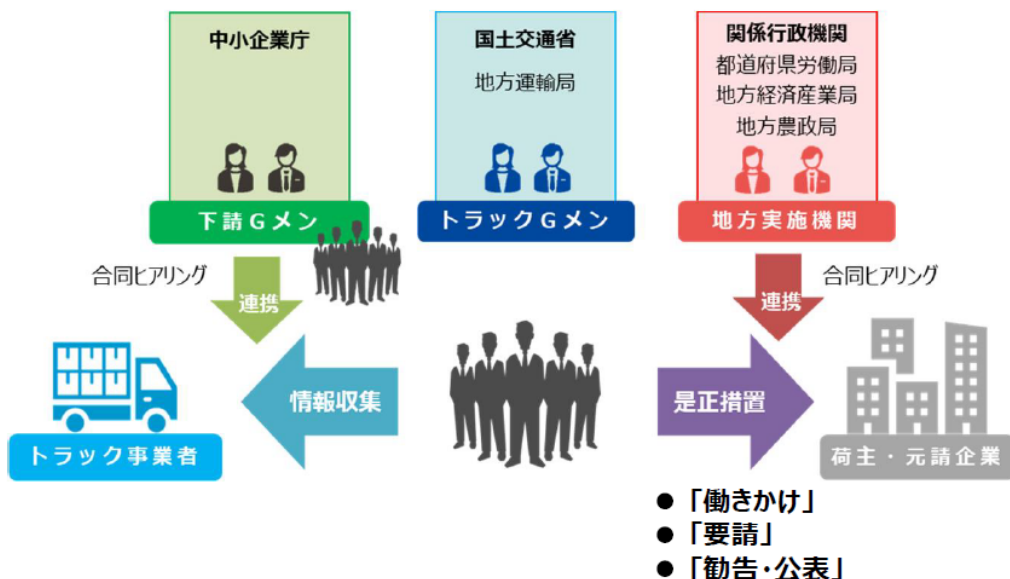 中小企業庁
国土交通省
地方運輸局
関係行政機関
都道府県労働局
地方経済産業局
地方農政局
下請Gメン
トラックGメン
地方実施機関
合同ヒアリング
連携
連携
合同ヒアリング
情報収集
是正措置
トラック事業者
荷主・元請企業
●「働きかけ」
●「要請」
●「勧告・公表」